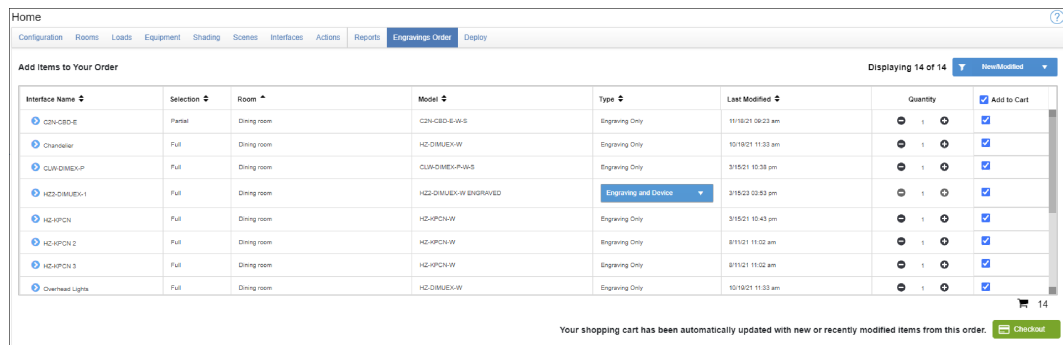 Home
?
Configuration Rooms Loads Equipment Shading Scenes Interfaces Actions Reports Engravings Order Deploy
Add Items to Your Order Displaying 14 of 14 New/Modified
Interface Name Selection Room Model Type Last Modified Quantity Add to Cart
C2N-CBD-E Partial Dining room C2N-CBD-E-W-S Engraving Only 11/18/21 09:23 am 1
Chandelier Full Dining room HZ-DIMUEX-W Engraving Only 10/19/21 11:33 am 1
CLW-DIMEX-P Full Dining room CLW-DIMEX-P-W-S Engraving Only 3/15/21 10:38 pm 1
HZ2-DIMUEX-1 Full Dining room HZ2-DIMUEX-W ENGRAVED Engraving and Device 3/15/23 03:53 pm 1
HZ-KPCN Full Dining room HZ-KPCN-W Engraving Only 3/15/21 10:43 pm 1
HZ-KPCN 2 Full Dining room HZ-KPCN-W Engraving Only 8/11/21 11:02 am 1
HZ-KPCN 3 Full Dining room HZ-KPCN-W Engraving Only 8/11/21 11:02 am 1
Overhead Lights Full Dining room HZ-DIMUEX-W Engraving Only 10/19/21 11:33 am 1
14
Your shopping cart has been automatically updated with new or recently modified items from this order. Checkout